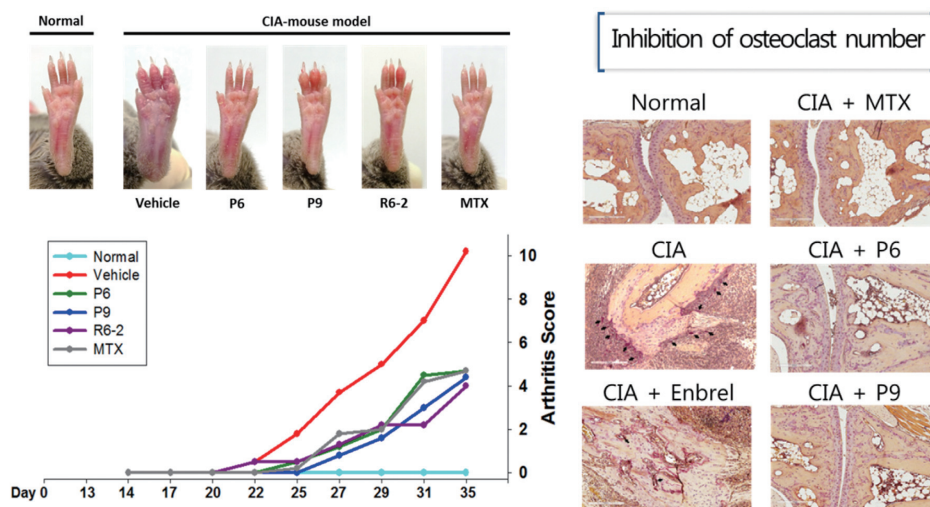 Normal
CIA-mouse model
Vehicle
P6
P9
R6-2
MTX
Normal
Vehicle
P6
P9
R6-2
MTX
10
8
6
4
2
0
Arthritis Score
Day 0 13 14 17 20 22 25 27 29 31 35
Inhibition of osteoclast number
Normal
CIA + MTX
CIA
CIA + P6
CIA + Enbrel
CIA + P9